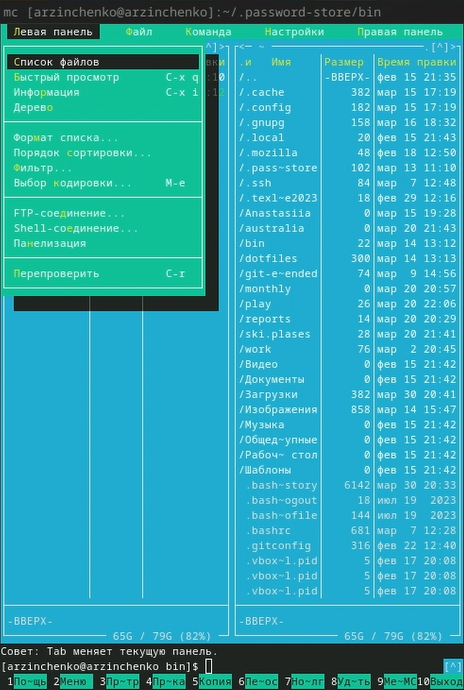 mc [arzinchenko@arzinchenko]:~/.password-store/bin
Левая панель Файл Команда Настройки Правая панель
^]>
<─ ~ .[^]>
Список файлов
Быстрый просмотр C-x q
Информация C-x i
Дерево
Формат списка...
Порядок сортировки...
Фильтр...
Выбор кодировки... M-e
FTP-соединение...
Shell-соединение...
Панелизация
Перепроверить C-r
.и Имя Размер Время правки
/.. -ВВЕРХ- фев 15 21:35
/.cache 382 мар 15 17:19
/.config 182 мар 15 17:19
/.gnupg 158 мар 16 18:32
/.local 20 фев 15 21:43
/.mozilla 48 фев 18 12:50
/.pass~store 102 мар 13 11:10
/.ssh 84 мар 7 12:48
/.texl~e2023 18 фев 29 12:16
/Anastasiia 0 мар 15 19:28
/australia 0 мар 20 21:43
/bin 22 мар 14 13:12
/dotfiles 300 мар 14 13:13
/git-e~ended 74 мар 9 14:56
/monthly 0 мар 20 20:57
/play 26 мар 20 22:06
/reports 14 мар 20 20:29
/ski.plases 28 мар 20 21:41
/work 76 мар 2 20:45
/Видео 0 фев 15 21:42
/Документы 0 фев 15 21:42
/Загрузки 382 мар 30 20:41
/Изображения 858 мар 14 15:47
/Музыка 0 фев 15 21:42
/Общед~упные 0 фев 15 21:42
/Рабоч~ стол 0 фев 15 21:42
/Шаблоны 0 фев 15 21:42
.bash~story 6142 мар 30 20:33
.bash~ogout 18 июл 19 2023
.bash~ofile 144 июл 19 2023
.bashrc 681 мар 7 12:28
.gitconfig 316 фев 22 12:40
.vbox~l.pid 5 фев 17 20:08
.vbox~l.pid 5 фев 17 20:08
.vbox~l.pid 5 фев 17 20:08
-ВВЕРХ- -ВВЕРХ-
65G / 79G (82%) 65G / 79G (82%)
Совет: Tab меняет текущую панель.
[arzinchenko@arzinchenko bin]$ [^]
1По~щь 2Меню 3Пр~тр 4Пр~ка 5Копия 6Пе~ос 7Но~лг 8Уд~ть 9Ме~МС 10Выход